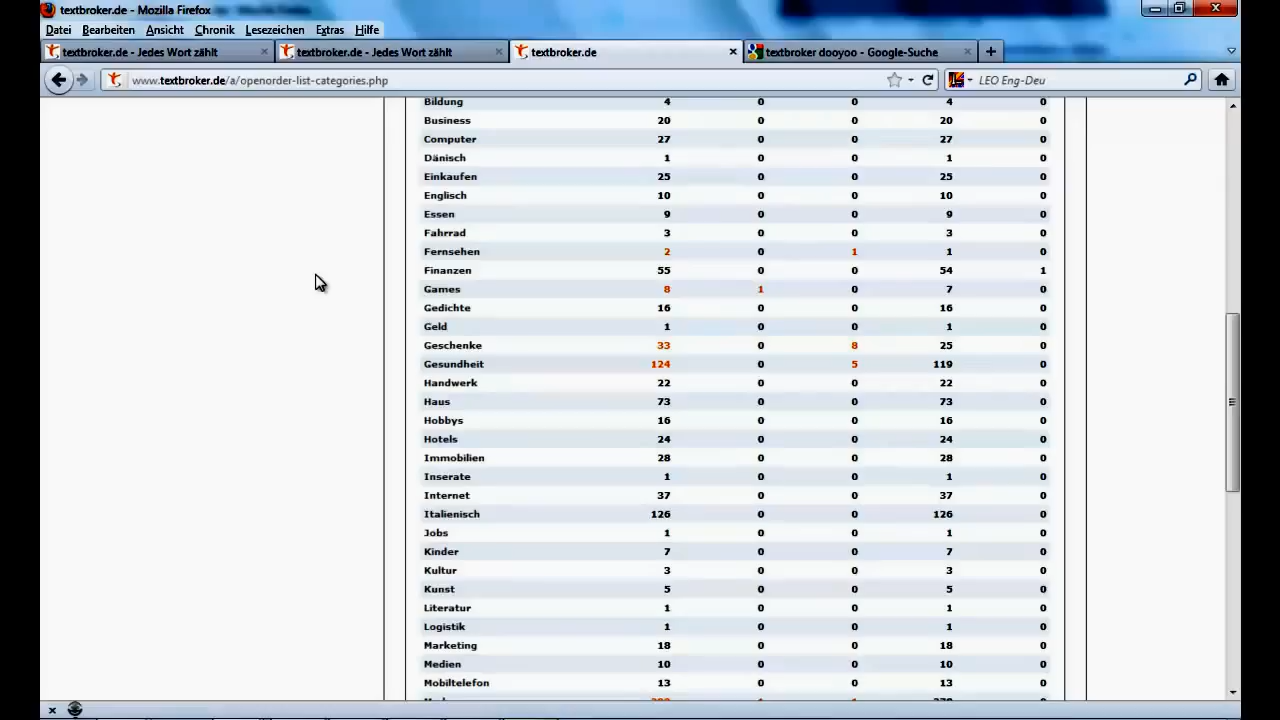 textbroker.de - Mozilla Firefox
Datei Bearbeiten Ansicht Chronik Lesezeichen Extras Hilfe
textbroker.de - Jedes Wort zählt × textbroker.de - Jedes Wort zählt × textbroker.de × textbroker dooyoo - Google-Suche × +
www.textbroker.de/a/openorder-list-categories.php LEO Eng-Deu
Bildung 4 0 0 4 0
Business 20 0 0 20 0
Computer 27 0 0 27 0
Dänisch 1 0 0 1 0
Einkaufen 25 0 0 25 0
Englisch 10 0 0 10 0
Essen 9 0 0 9 0
Fahrrad 3 0 0 3 0
Fernsehen 2 0 1 1 0
Finanzen 55 0 0 54 1
Games 8 1 0 7 0
Gedichte 16 0 0 16 0
Geld 1 0 0 1 0
Geschenke 33 0 8 25 0
Gesundheit 124 0 5 119 0
Handwerk 22 0 0 22 0
Haus 73 0 0 73 0
Hobbys 16 0 0 16 0
Hotels 24 0 0 24 0
Immobilien 28 0 0 28 0
Inserate 1 0 0 1 0
Internet 37 0 0 37 0
Italienisch 126 0 0 126 0
Jobs 1 0 0 1 0
Kinder 7 0 0 7 0
Kultur 3 0 0 3 0
Kunst 5 0 0 5 0
Literatur 1 0 0 1 0
Logistik 1 0 0 1 0
Marketing 18 0 0 18 0
Medien 10 0 0 10 0
Mobiltelefon 13 0 0 13 0